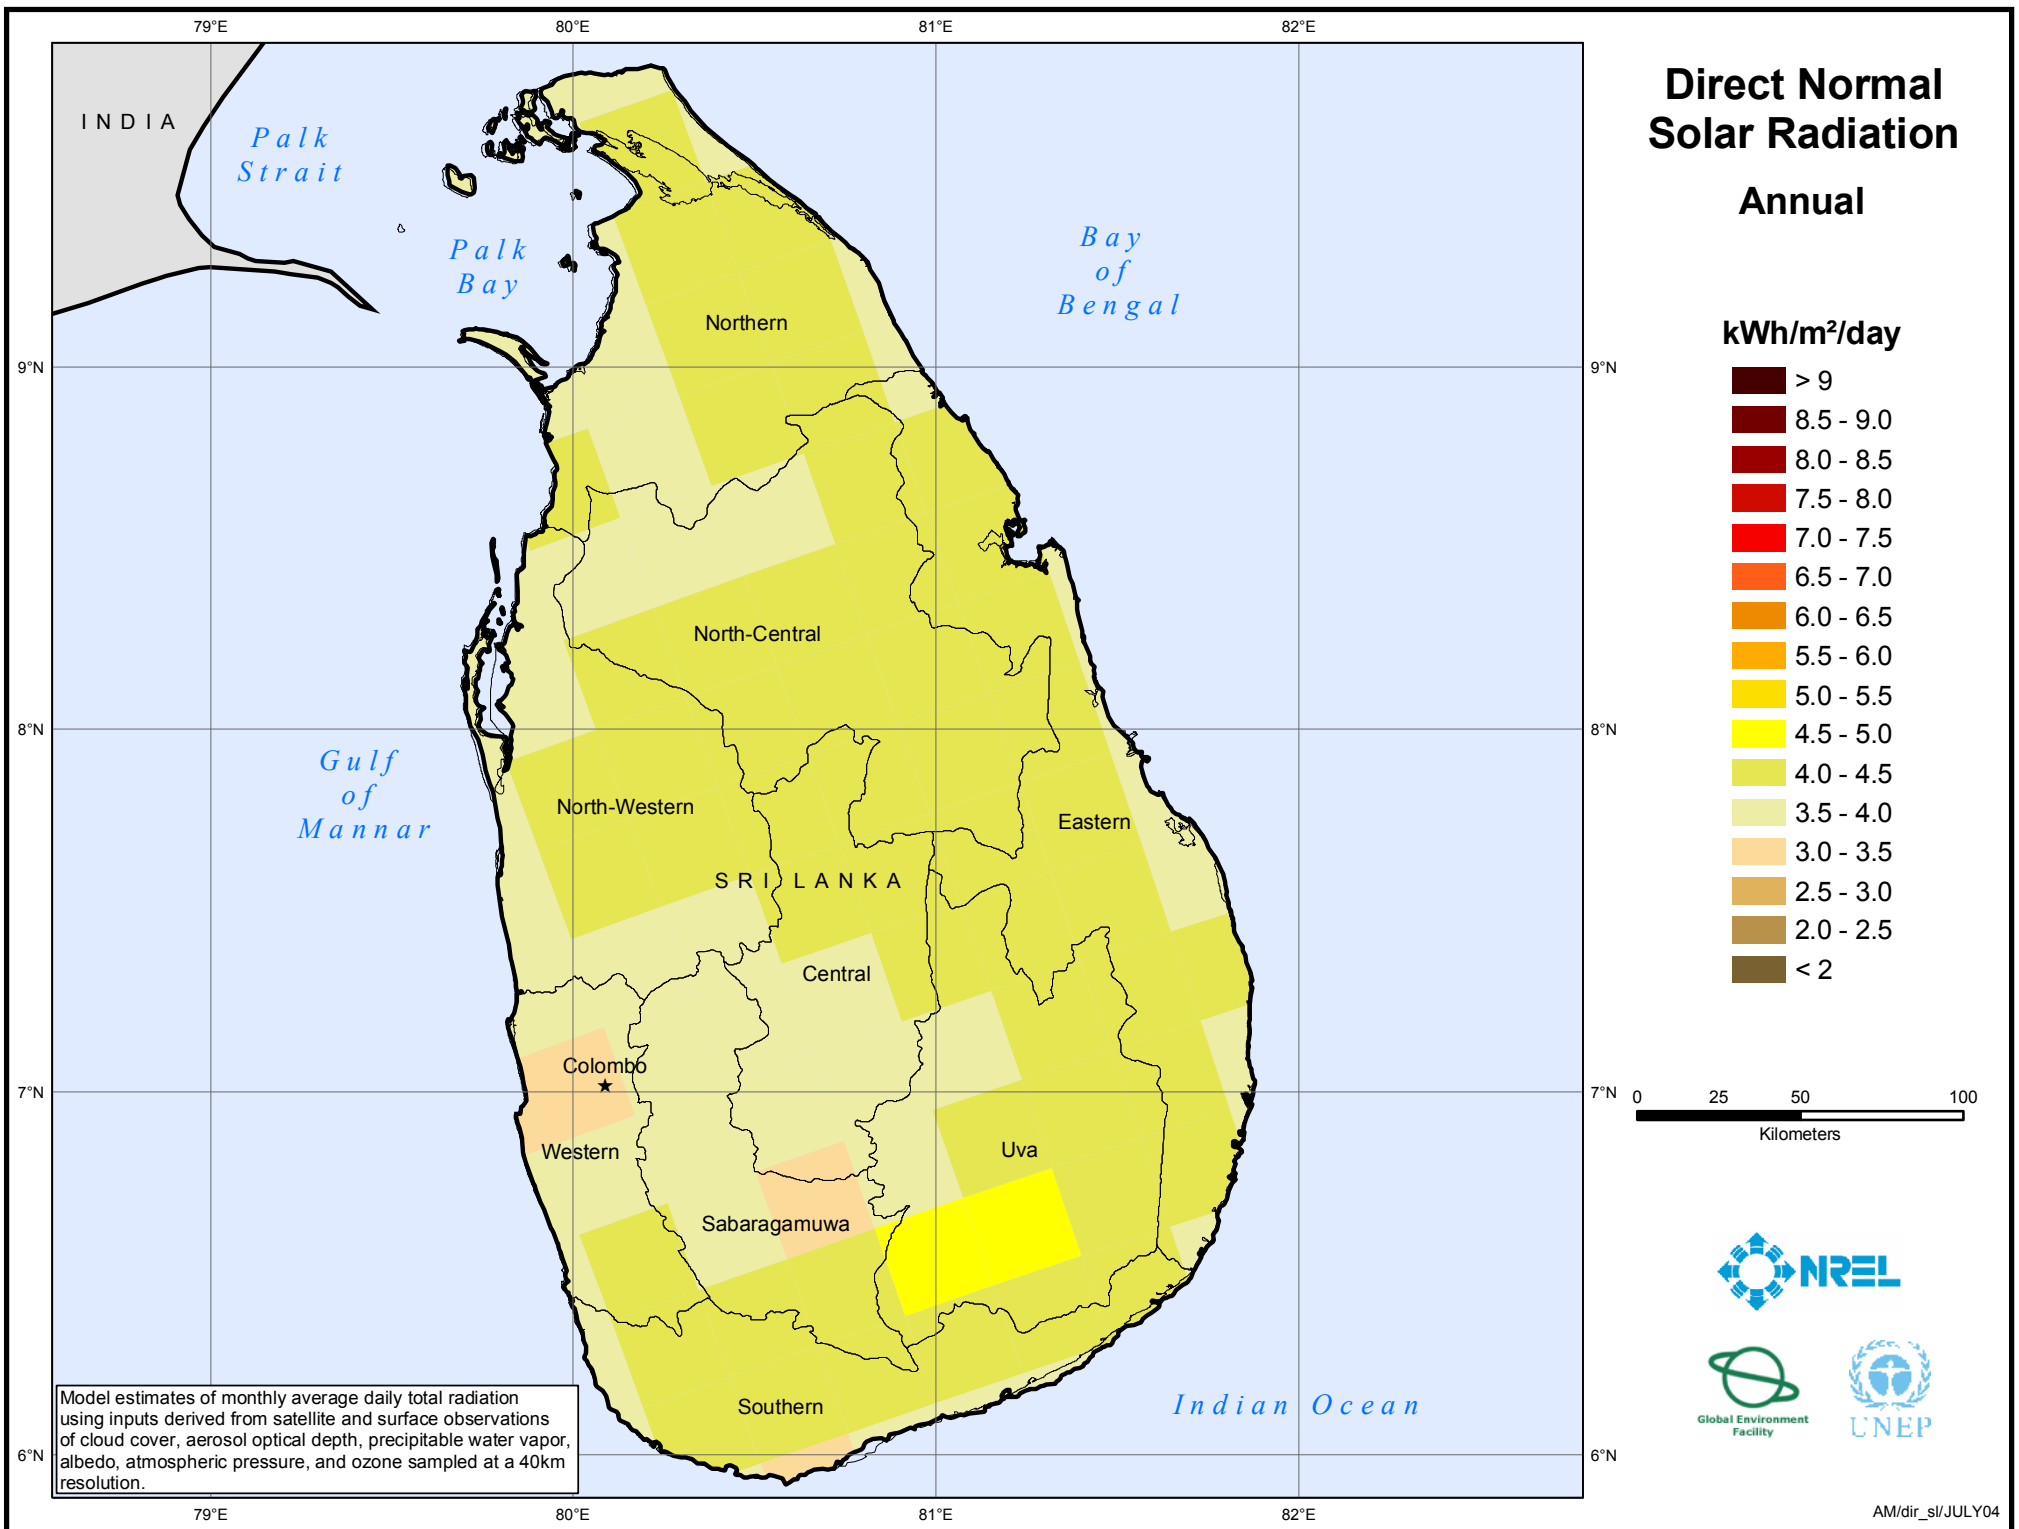 79°E
80°E
81°E
82°E
Direct Normal
Solar Radiation
Annual
INDIA
Palk
Strait
Palk
Bay
Bay
of
Bengal
Northern
9°N
9°N
kWh/m²/day
> 9
8.5 - 9.0
8.0 - 8.5
7.5 - 8.0
7.0 - 7.5
6.5 - 7.0
6.0 - 6.5
5.5 - 6.0
5.0 - 5.5
4.5 - 5.0
4.0 - 4.5
3.5 - 4.0
3.0 - 3.5
2.5 - 3.0
2.0 - 2.5
< 2
North-Central
8°N
8°N
Gulf
of
Mannar
North-Western
Eastern
SRI LANKA
Central
Colombo
7°N
7°N
0 25 50 100
Kilometers
Western
Uva
Sabaragamuwa
NREL
Southern
Indian Ocean
Global Environment
Facility
UNEP
Model estimates of monthly average daily total radiation
using inputs derived from satellite and surface observations
of cloud cover, aerosol optical depth, precipitable water vapor,
albedo, atmospheric pressure, and ozone sampled at a 40km
resolution.
6°N
6°N
79°E
80°E
81°E
82°E
AM/dir_sl/JULY04